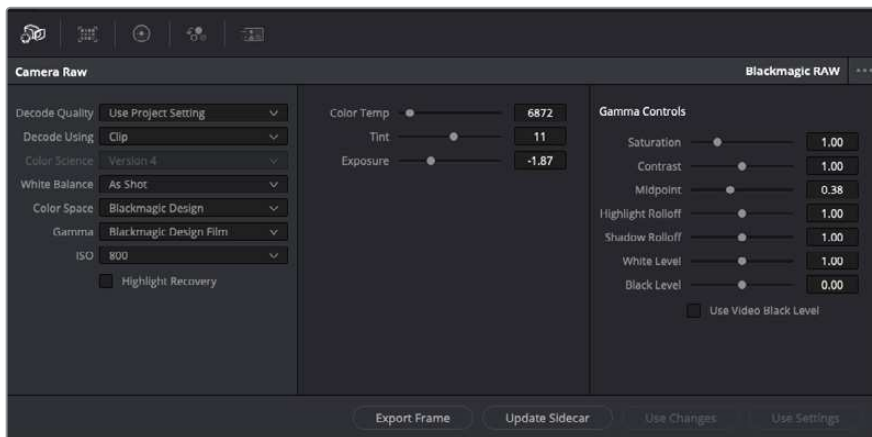 Camera Raw
Blackmagic RAW
Decode Quality Use Project Setting
Decode Using Clip
Color Science Version 4
White Balance As Shot
Color Space Blackmagic Design
Gamma Blackmagic Design Film
ISO 800
Highlight Recovery
Color Temp 6872
Tint 11
Exposure -1.87
Gamma Controls
Saturation 1.00
Contrast 1.00
Midpoint 0.38
Highlight Rolloff 1.00
Shadow Rolloff 1.00
White Level 1.00
Black Level 0.00
Use Video Black Level
Export Frame
Update Sidecar
Use Changes
Use Settings